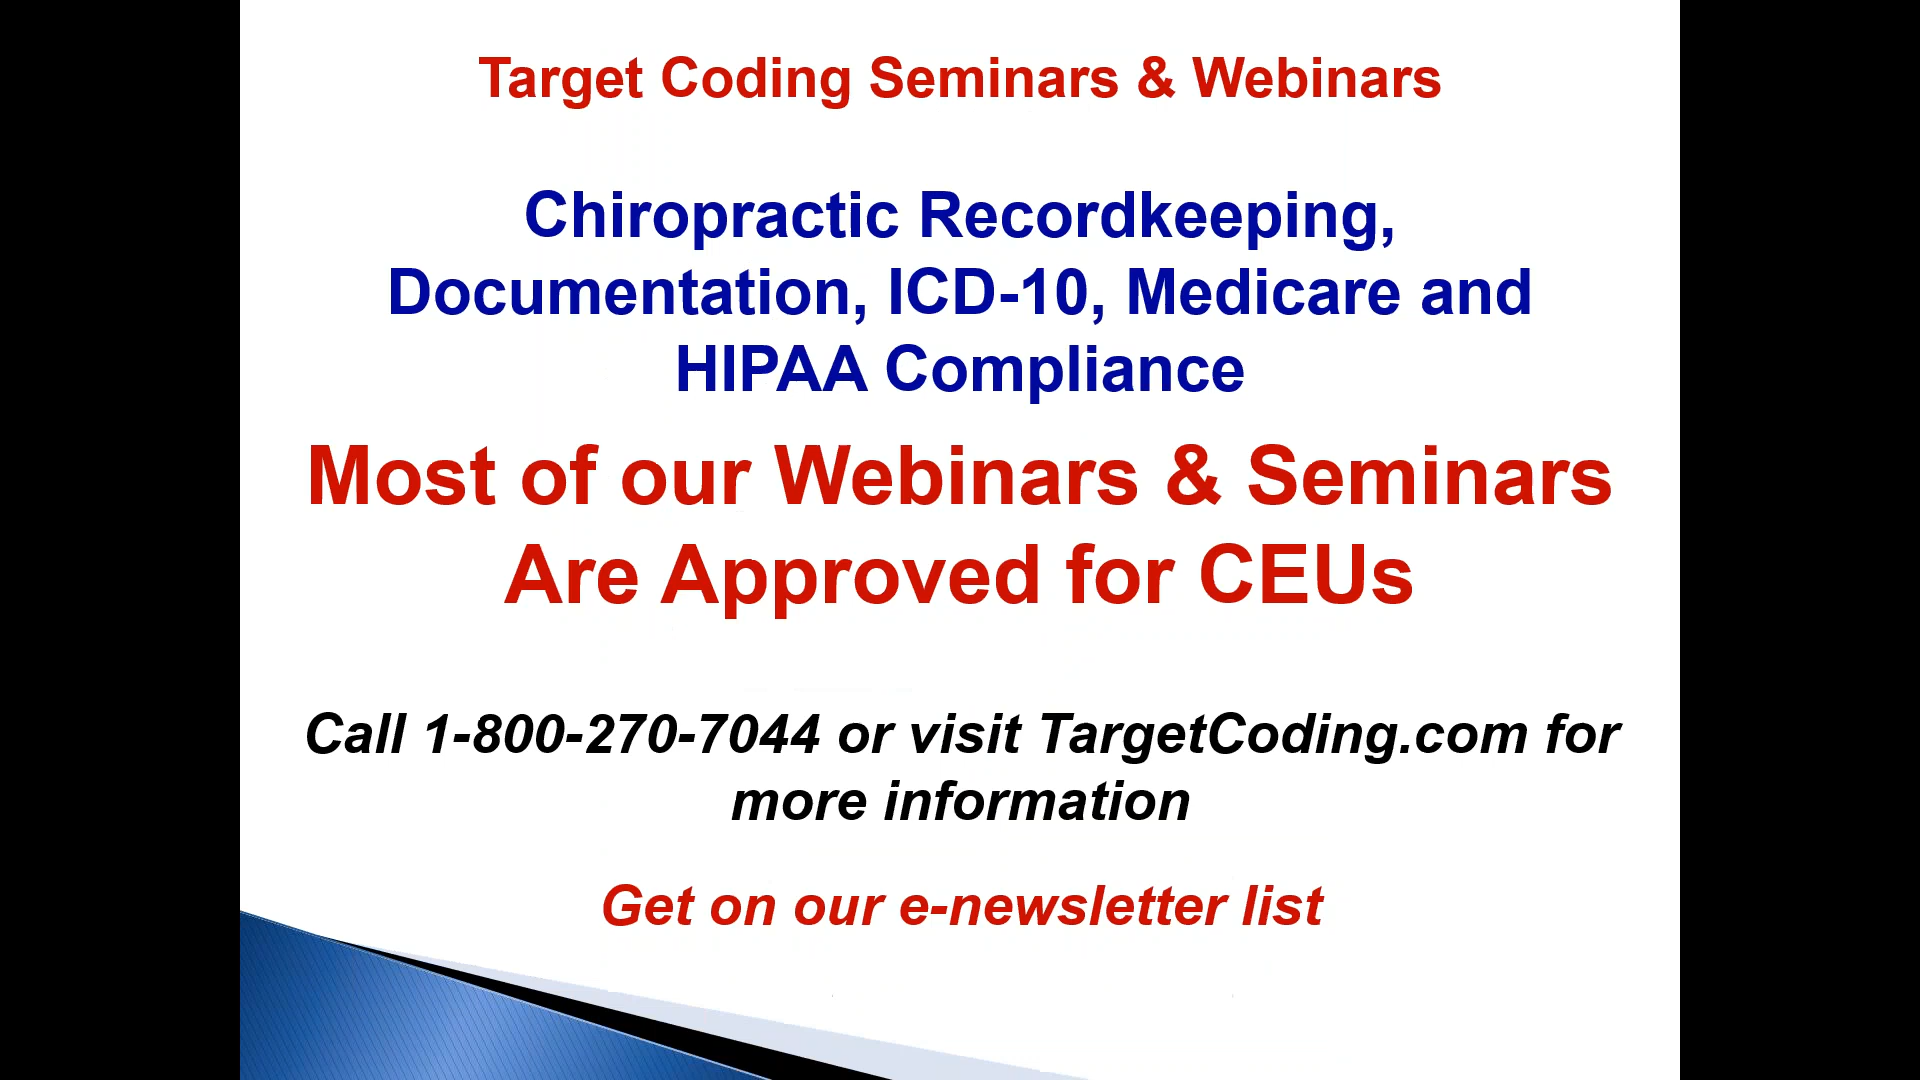 Target Coding Seminars & Webinars
Chiropractic Recordkeeping,
Documentation, ICD-10, Medicare and
HIPAA Compliance
Most of our Webinars & Seminars
Are Approved for CEUs
Call 1-800-270-7044 or visit TargetCoding.com for
more information
Get on our e-newsletter list